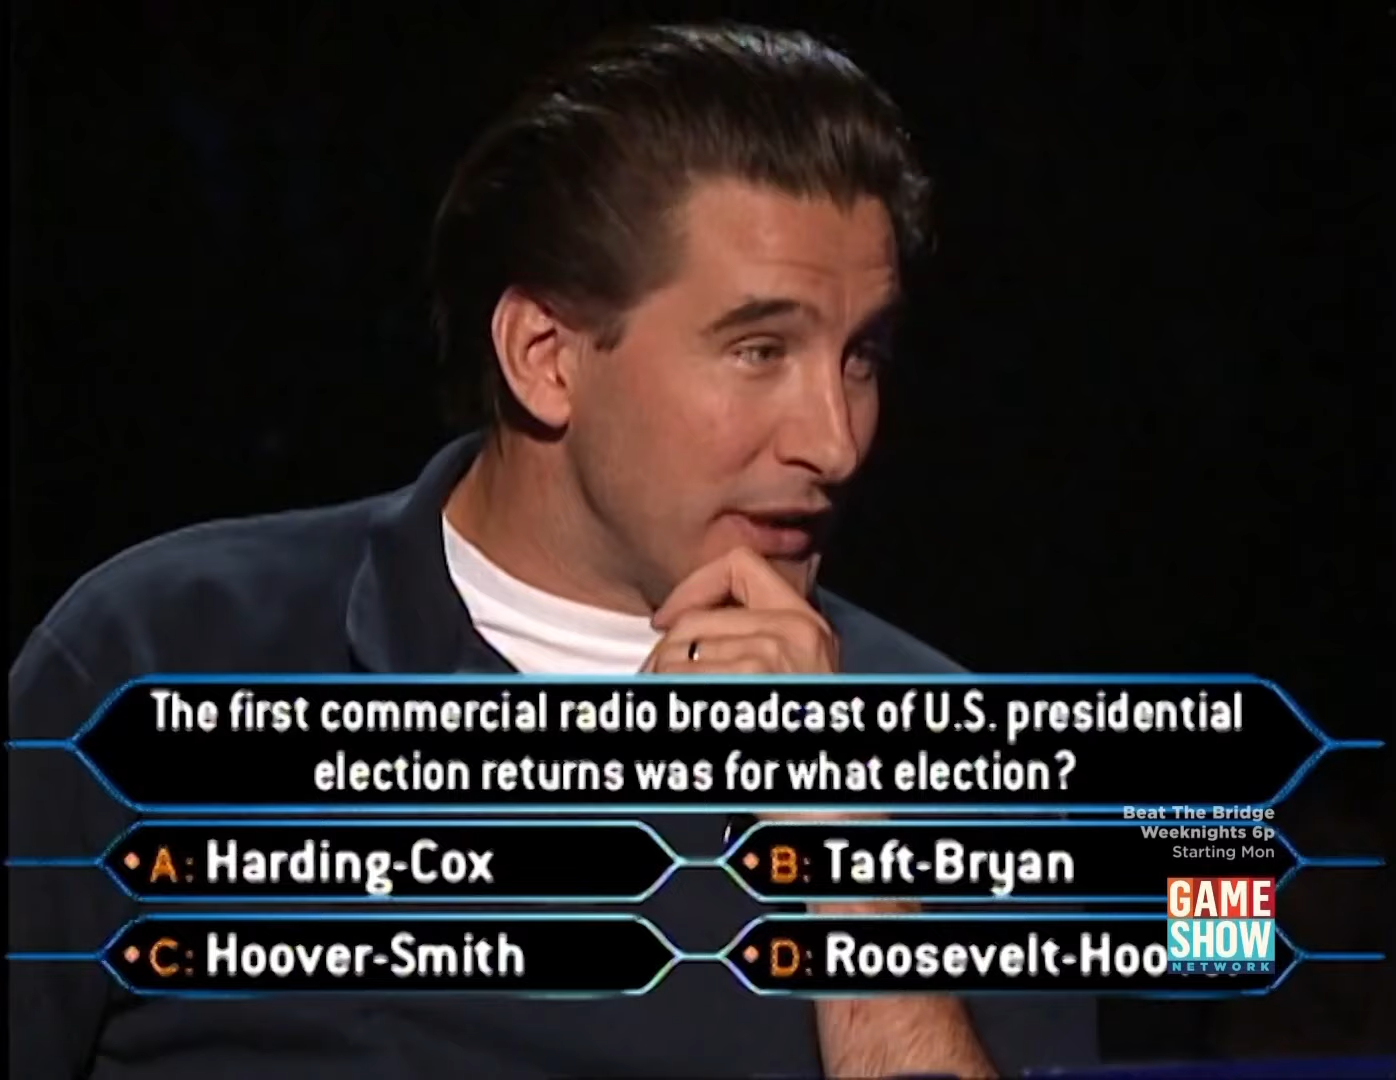 The first commercial radio broadcast of U.S. presidential
election returns was for what election?
Beat The Bridge
Weeknights 6p
Starting Mon
A: Harding-Cox
B: Taft-Bryan
C: Hoover-Smith
D: Roosevelt-Hoo
GAME
SHOW
NETWORK